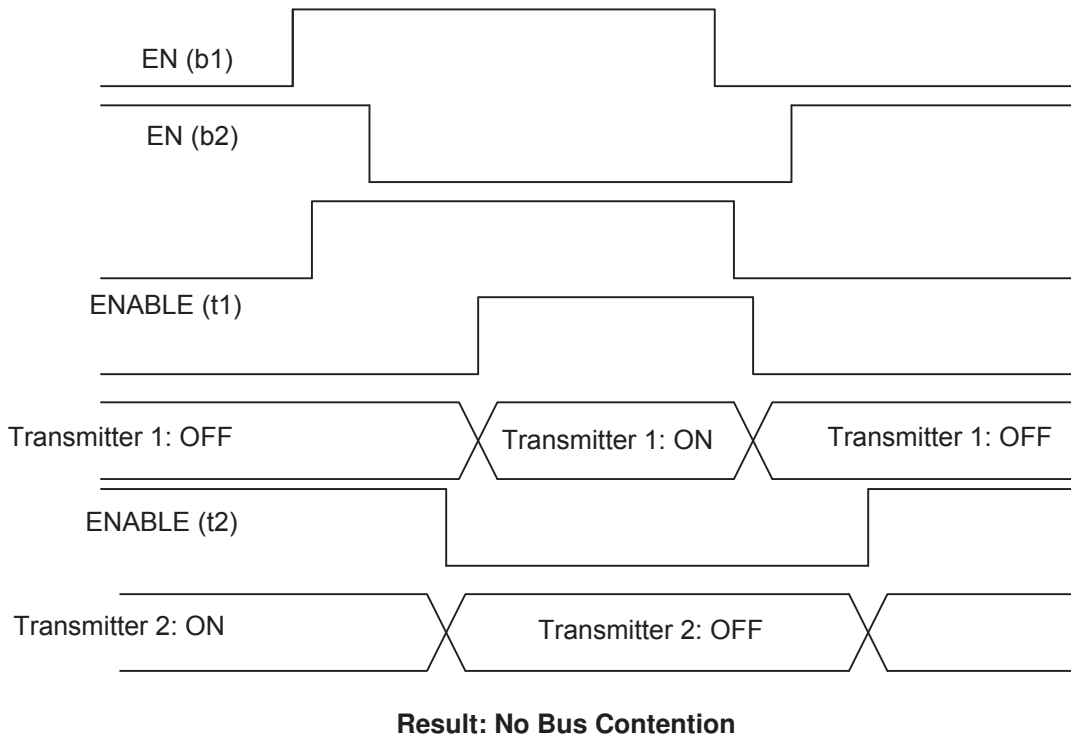 EN (b1)
EN (b2)
ENABLE (t1)
Transmitter 1: OFF
Transmitter 1: ON
Transmitter 1: OFF
ENABLE (t2)
Transmitter 2: ON
Transmitter 2: OFF
Result: No Bus Contention